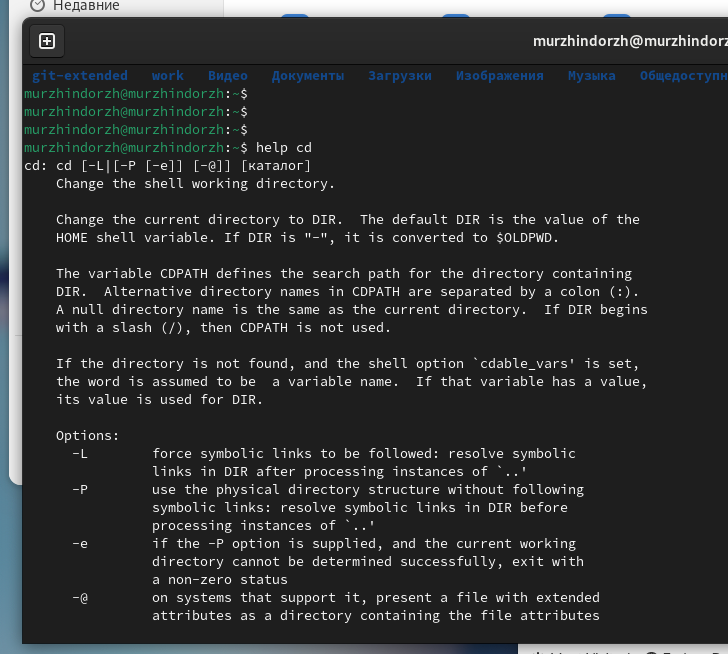 Недавние
murzhindorzh@murzhindorz
git-extended work Видео Документы Загрузки Изображения Музыка Общедоступн
murzhindorzh@murzhindorzh:~$
murzhindorzh@murzhindorzh:~$
murzhindorzh@murzhindorzh:~$
murzhindorzh@murzhindorzh:~$ help cd
cd: cd [-L|[-P [-e]] [-@]] [каталог]
Change the shell working directory.
Change the current directory to DIR.  The default DIR is the value of the
HOME shell variable. If DIR is "-", it is converted to $OLDPWD.
The variable CDPATH defines the search path for the directory containing
DIR.  Alternative directory names in CDPATH are separated by a colon (:).
A null directory name is the same as the current directory.  If DIR begins
with a slash (/), then CDPATH is not used.
If the directory is not found, and the shell option `cdable_vars' is set,
the word is assumed to be  a variable name.  If that variable has a value,
its value is used for DIR.
Options:
-L force symbolic links to be followed: resolve symbolic
links in DIR after processing instances of `..'
-P use the physical directory structure without following
symbolic links: resolve symbolic links in DIR before
processing instances of `..'
-e if the -P option is supplied, and the current working
directory cannot be determined successfully, exit with
a non-zero status
-@ on systems that support it, present a file with extended
attributes as a directory containing the file attributes